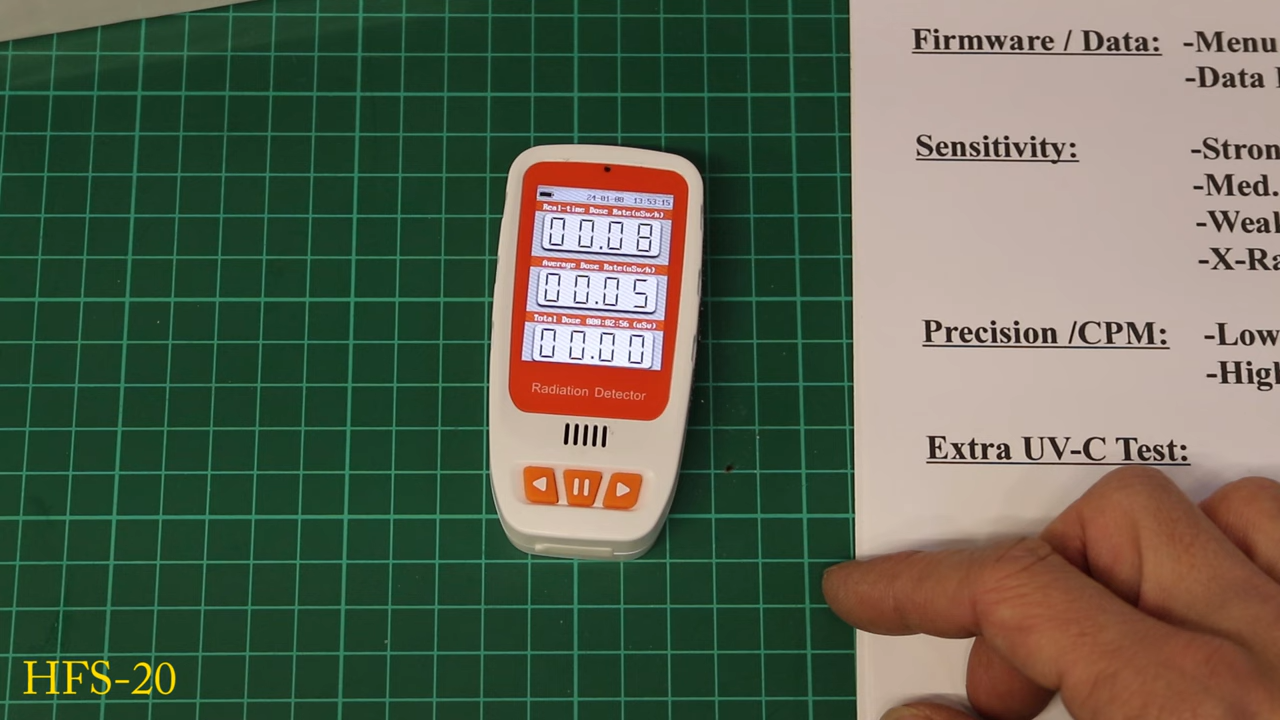 24-01-08 13:53:15
Real-time Dose Rate(uSv/h)
00.08
Average Dose Rate(uSv/h)
00.05
Total Dose 000:02:56 (uSv)
00.00
Radiation Detector
Firmware / Data: -Menu
-Data
Sensitivity: -Stron
-Med.
-Weak
-X-Ra
Precision /CPM: -Low
-High
Extra UV-C Test:
HFS-20